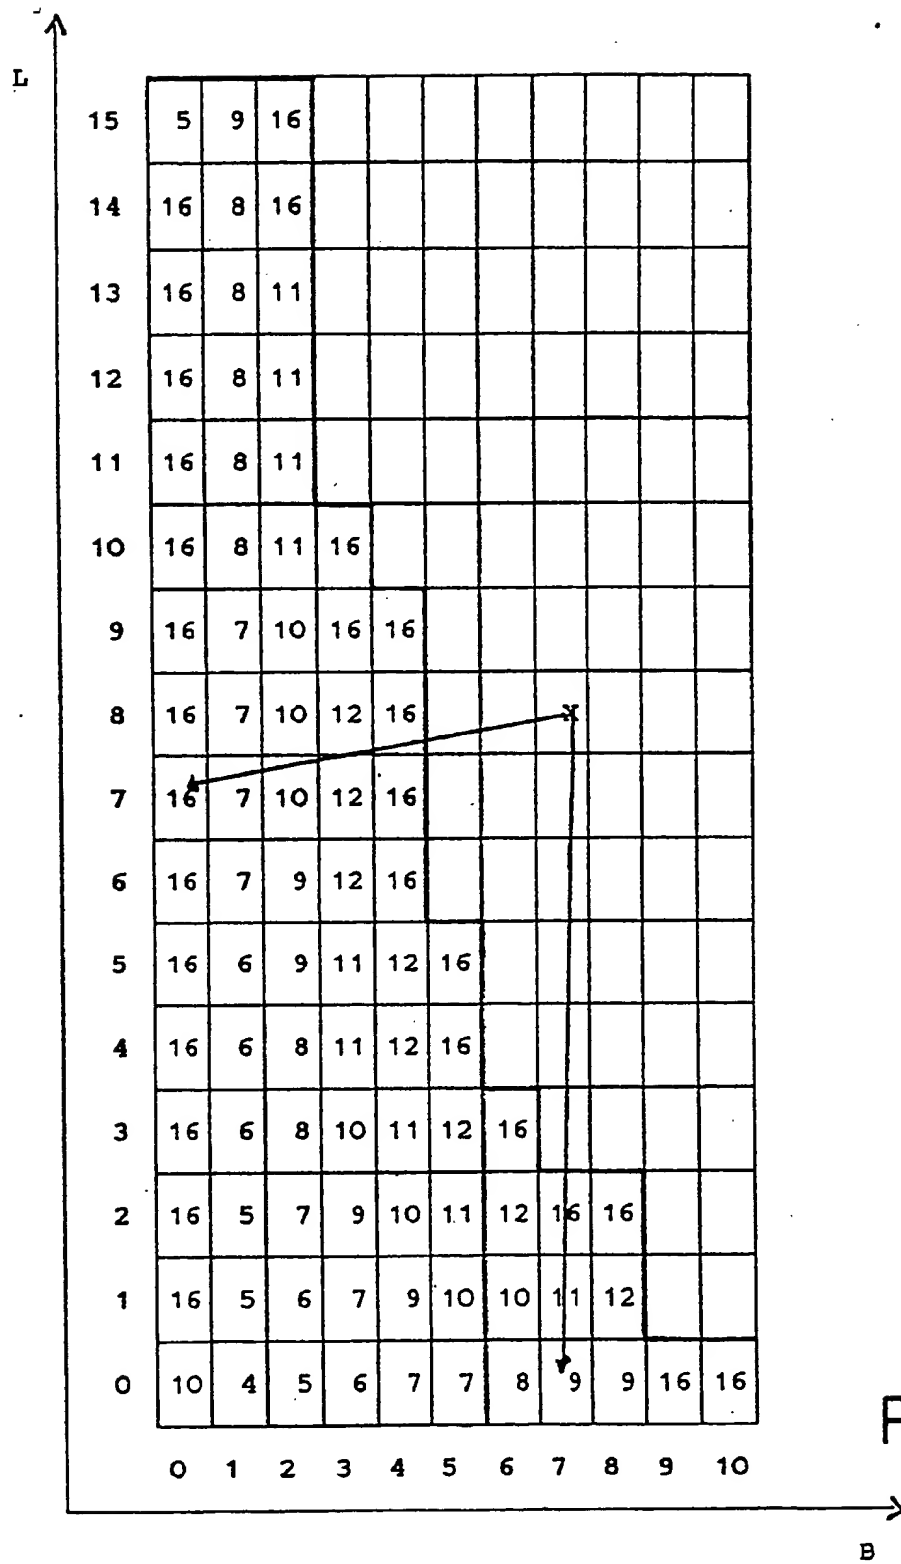 L
15 5 9 16
14 16 8 16
13 16 8 11
12 16 8 11
11 16 8 11
10 16 8 11 16
9 16 7 10 16 16
8 16 7 10 12 16
7 16 7 10 12 16
6 16 7 9 12 16
5 16 6 9 11 12 16
4 16 6 8 11 12 16
3 16 6 8 10 11 12 16
2 16 5 7 9 10 11 12 16 16
1 16 5 6 7 9 10 10 11 12
0 10 4 5 6 7 7 8 9 9 16 16
0 1 2 3 4 5 6 7 8 9 10
B